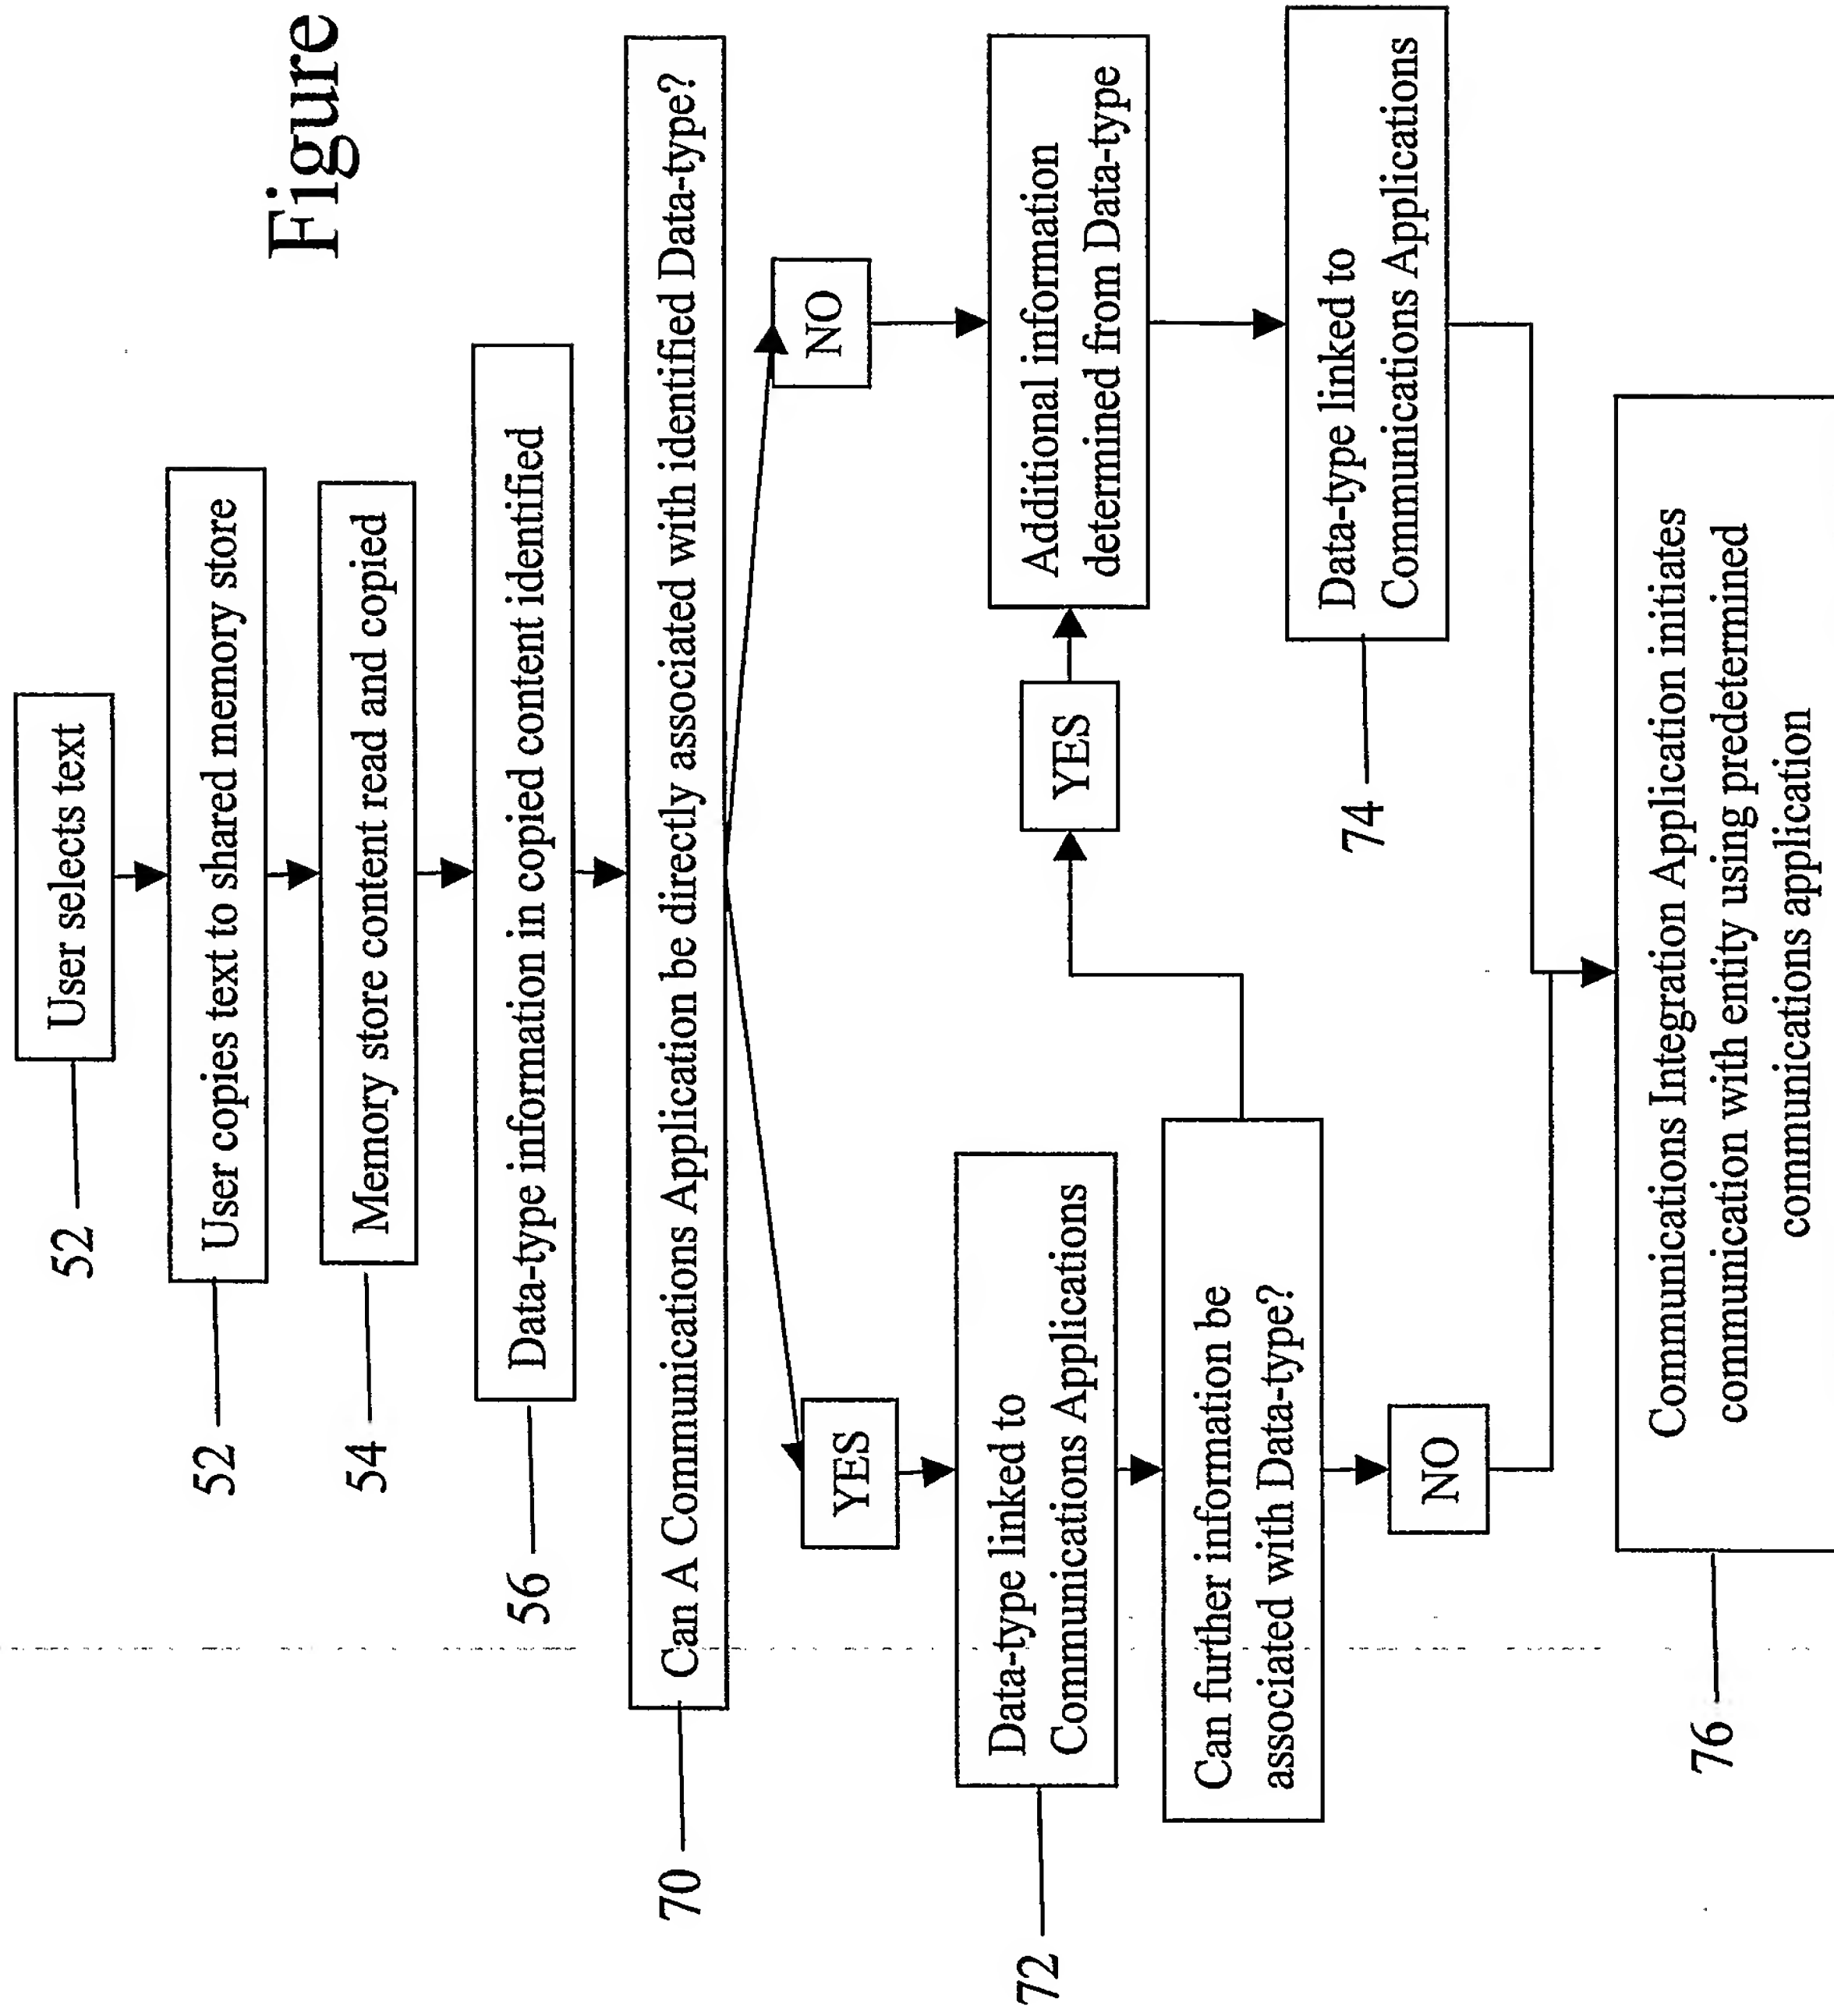 Figure
User selects text
52
User copies text to shared memory store
52
Memory store content read and copied
54
Data-type information in copied content identified
56
Can A Communications Application be directly associated with identified Data-type?
70
YES
NO
Data-type linked to
Communications Application
72
Can further information be
associated with Data-type?
YES
NO
Additional information
determined from Data-type
Data-type linked to
Communications Applications
74
Communications Integration Application initiates
communication with entity using predetermined
communications application
76